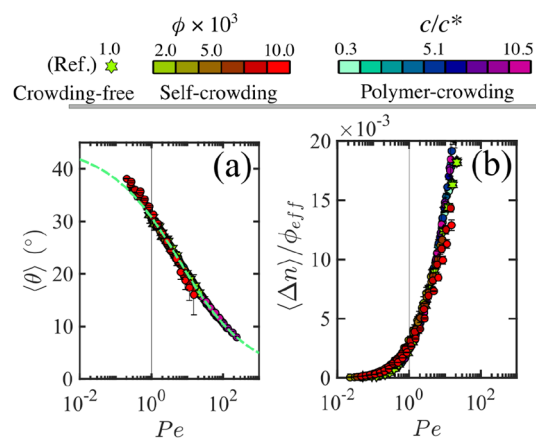 ϕ × 10³ c/c*
1.0 2.0 5.0 10.0 0.3 5.1 10.5
(Ref.)
Crowding-free Self-crowding Polymer-crowding
(a)
⟨θ⟩ (°)
40
30
20
10
0
10⁻² 10⁰ 10²
Pe
×10⁻³
(b)
⟨Δn⟩/ϕeff
20
15
10
5
0
10⁻² 10⁰ 10²
Pe